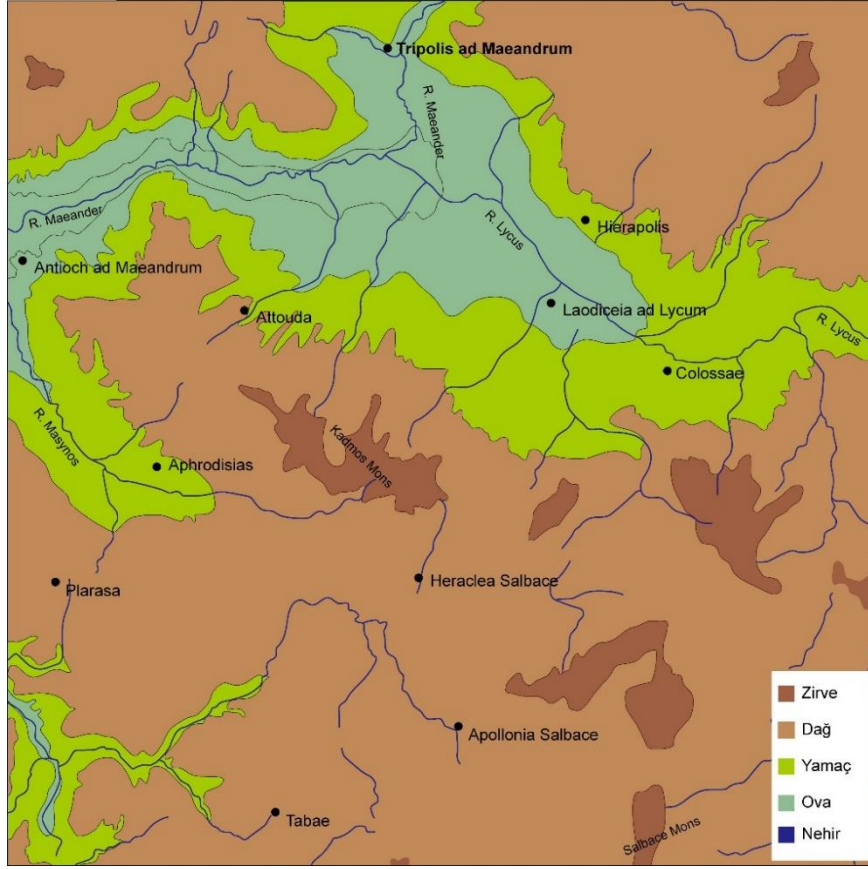 Tripolis ad Maeandrum
R. Maeander
R. Maeander
R. Lycus
Hierapolis
Antioch ad Maeandrum
Attouda
Laodiceia ad Lycum
R. Lycus
Colossae
R. Masynos
Kadmos Mons
Aphrodisias
Plarasa
Heraclea Salbace
Apollonia Salbace
Tabae
Salbace Mons
Zirve
Dağ
Yamaç
Ova
Nehir